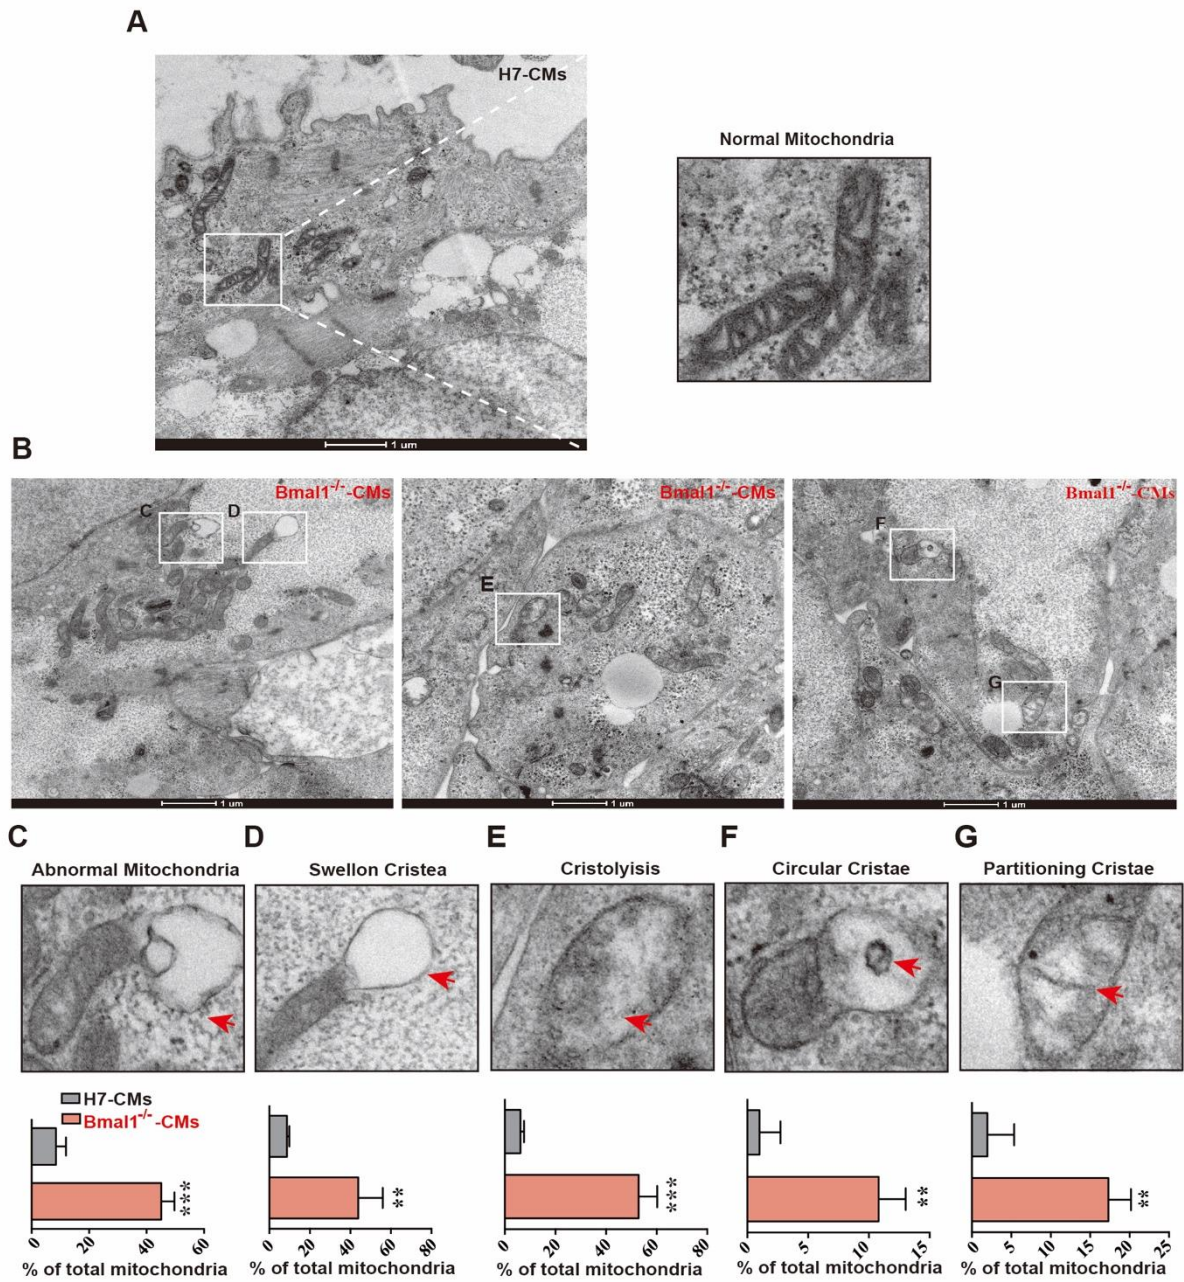 A
H7-CMs
Normal Mitochondria
1 um
B
Bmal1-/--CMs
Bmal1-/--CMs
Bmal1-/--CMs
C
D
E
F
G
1 um
1 um
1 um
C
D
E
F
G
Abnormal Mitochondria
Swellon Cristea
Cristolyisis
Circular Cristae
Partitioning Cristae
H7-CMs
Bmal1-/--CMs
***
**
***
**
**
0 20 40 60
0 20 40 60 80
0 20 40 60 80
0 5 10 15
0 5 10 15 20 25
% of total mitochondria
% of total mitochondria
% of total mitochondria
% of total mitochondria
% of total mitochondria